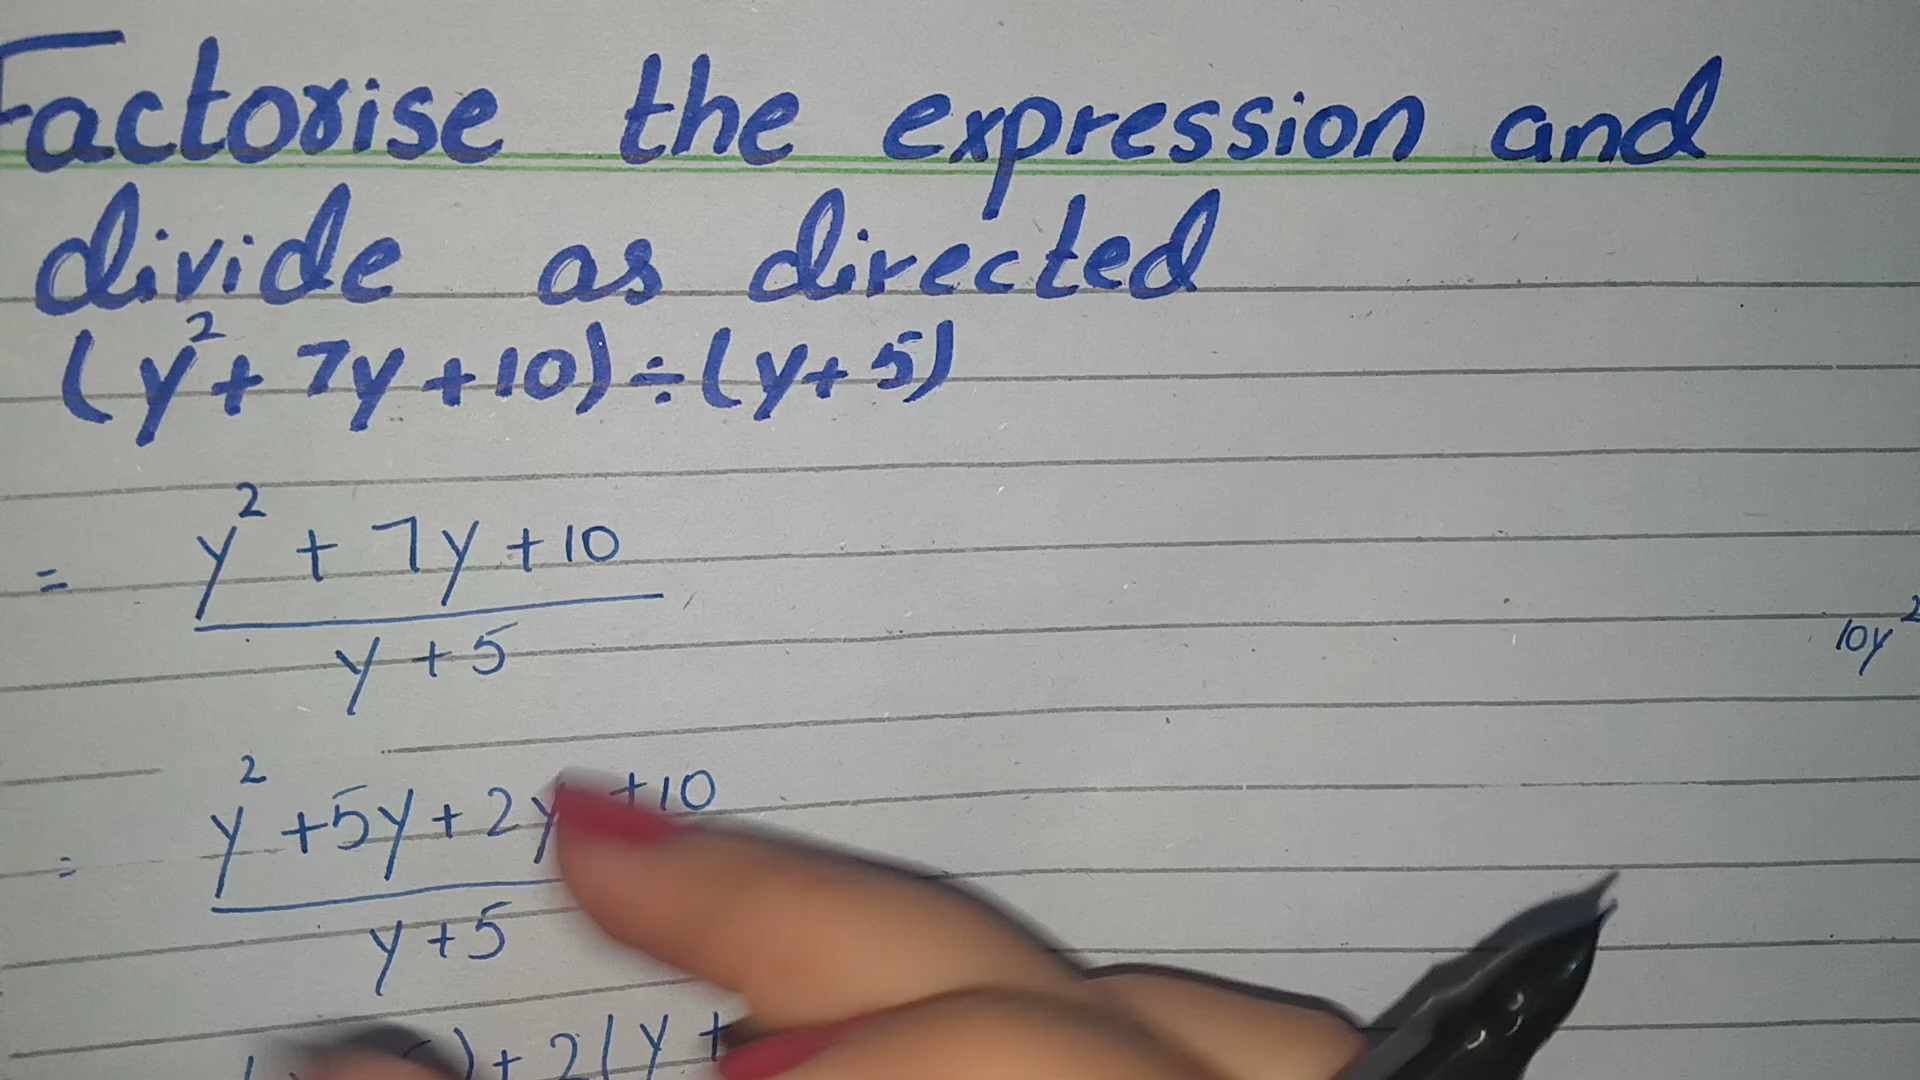 Factorise the expression and
divide as directed
(y² + 7y + 10) ÷ (y + 5)
= y² + 7y + 10
y + 5
10y²
= y² + 5y + 2y + 10
y + 5
) + 2(y +